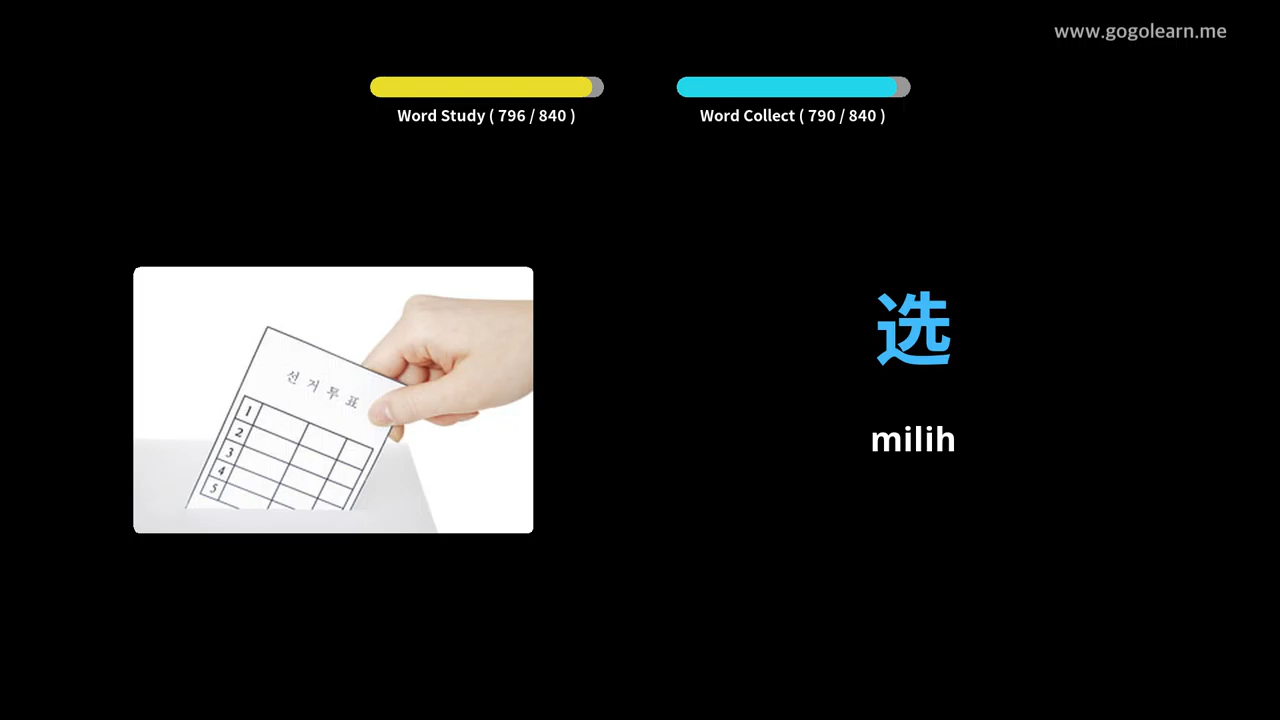 www.gogolearn.me
Word Study ( 796 / 840 )
Word Collect ( 790 / 840 )
선거투표
1
2
3
4
5
选
milih